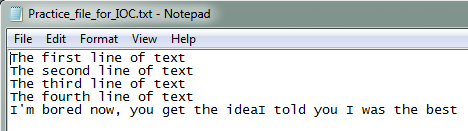 Practice_file_for_IOC.txt - Notepad
File Edit Format View Help
The first line of text
The second line of text
The third line of text
The fourth line of text
I'm bored now, you get the ideaI told you I was the best